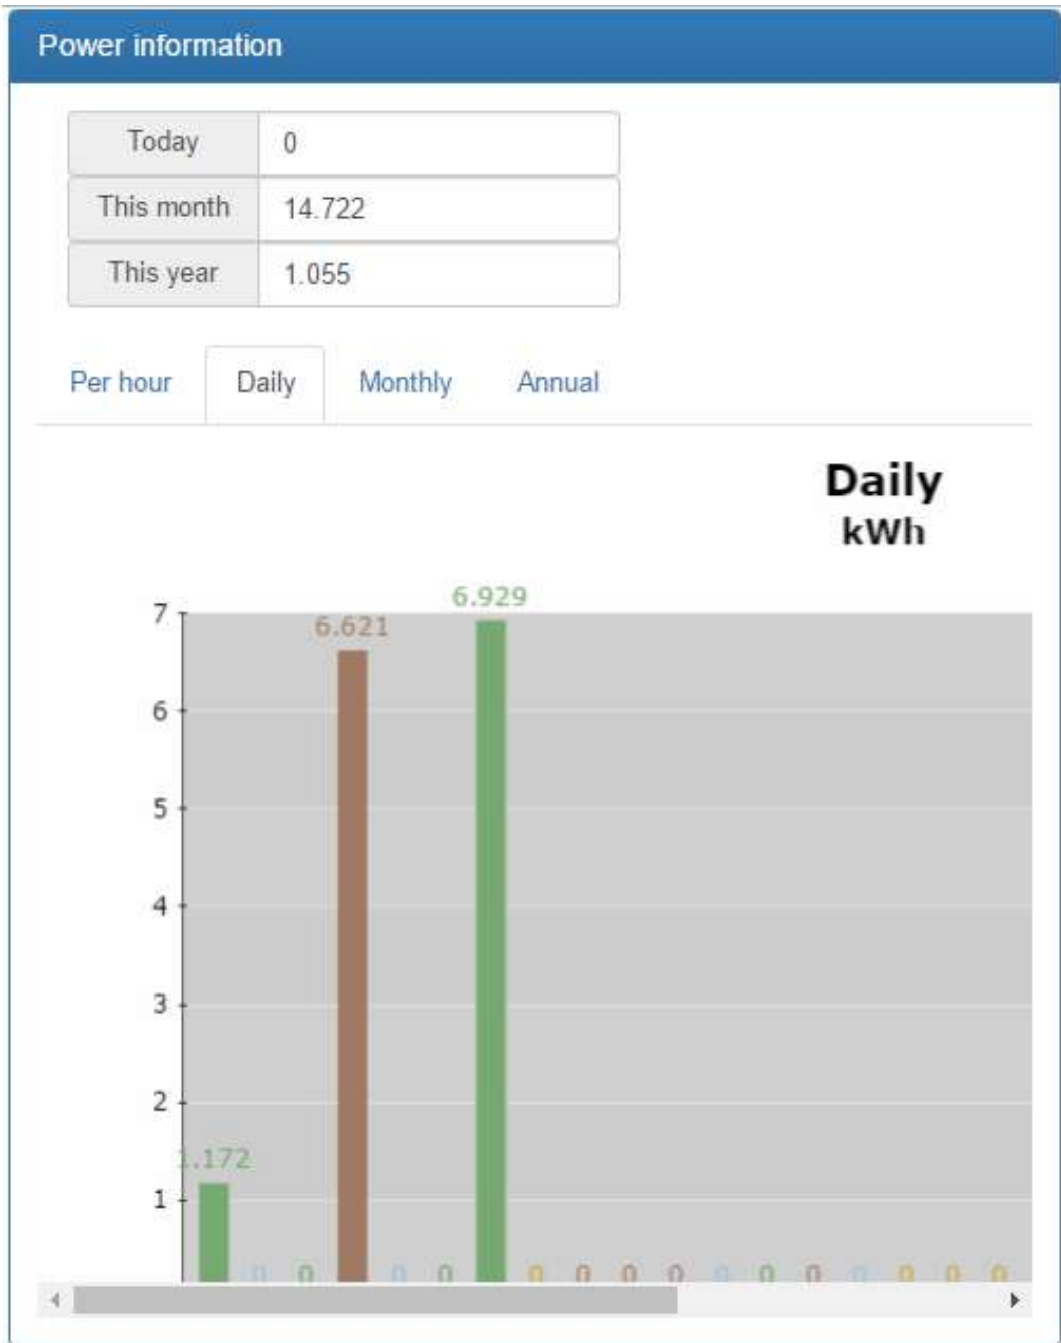 Power information
Today 0
This month 14.722
This year 1.055
Per hour Daily Monthly Annual
Daily
kWh
6.929
7
6.621
6
5
4
3
2
1.172
1
0 0 0 0 0 0 0 0 0 0 0 0 0 0 0